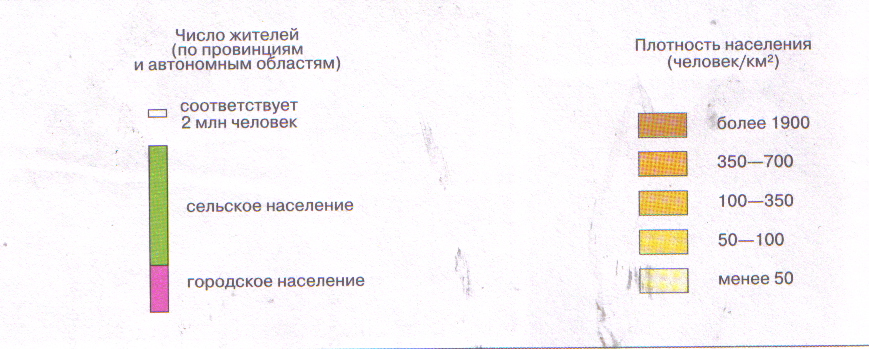 Число жителей
(по провинциям
и автономным областям)
соответствует
2 млн человек
сельское население
городское население
Плотность населения
(человек/км²)
более 1900
350—700
100—350
50—100
менее 50